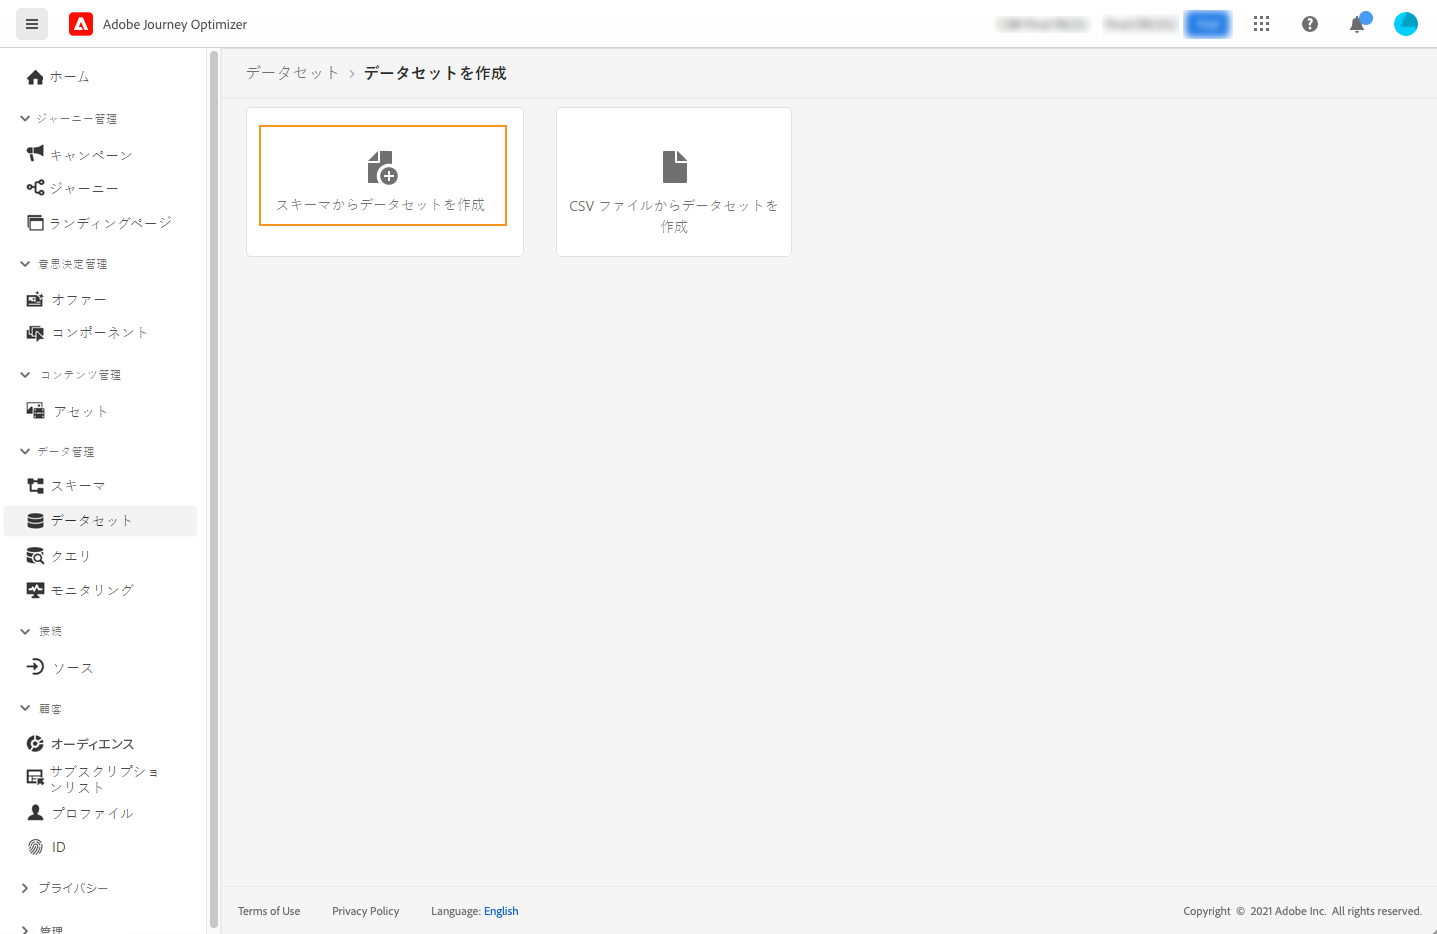 Adobe Journey Optimizer
ホーム
ジャーニー管理
キャンペーン
ジャーニー
ランディングページ
意思決定管理
オファー
コンポーネント
コンテンツ管理
アセット
データ管理
スキーマ
データセット
クエリ
モニタリング
接続
ソース
顧客
オーディエンス
サブスクリプショ
ンリスト
プロファイル
ID
プライバシー
管理
データセット › データセットを作成
スキーマからデータセットを作成
CSV ファイルからデータセットを
作成
Terms of Use Privacy Policy Language: English
Copyright © 2021 Adobe Inc. All rights reserved.